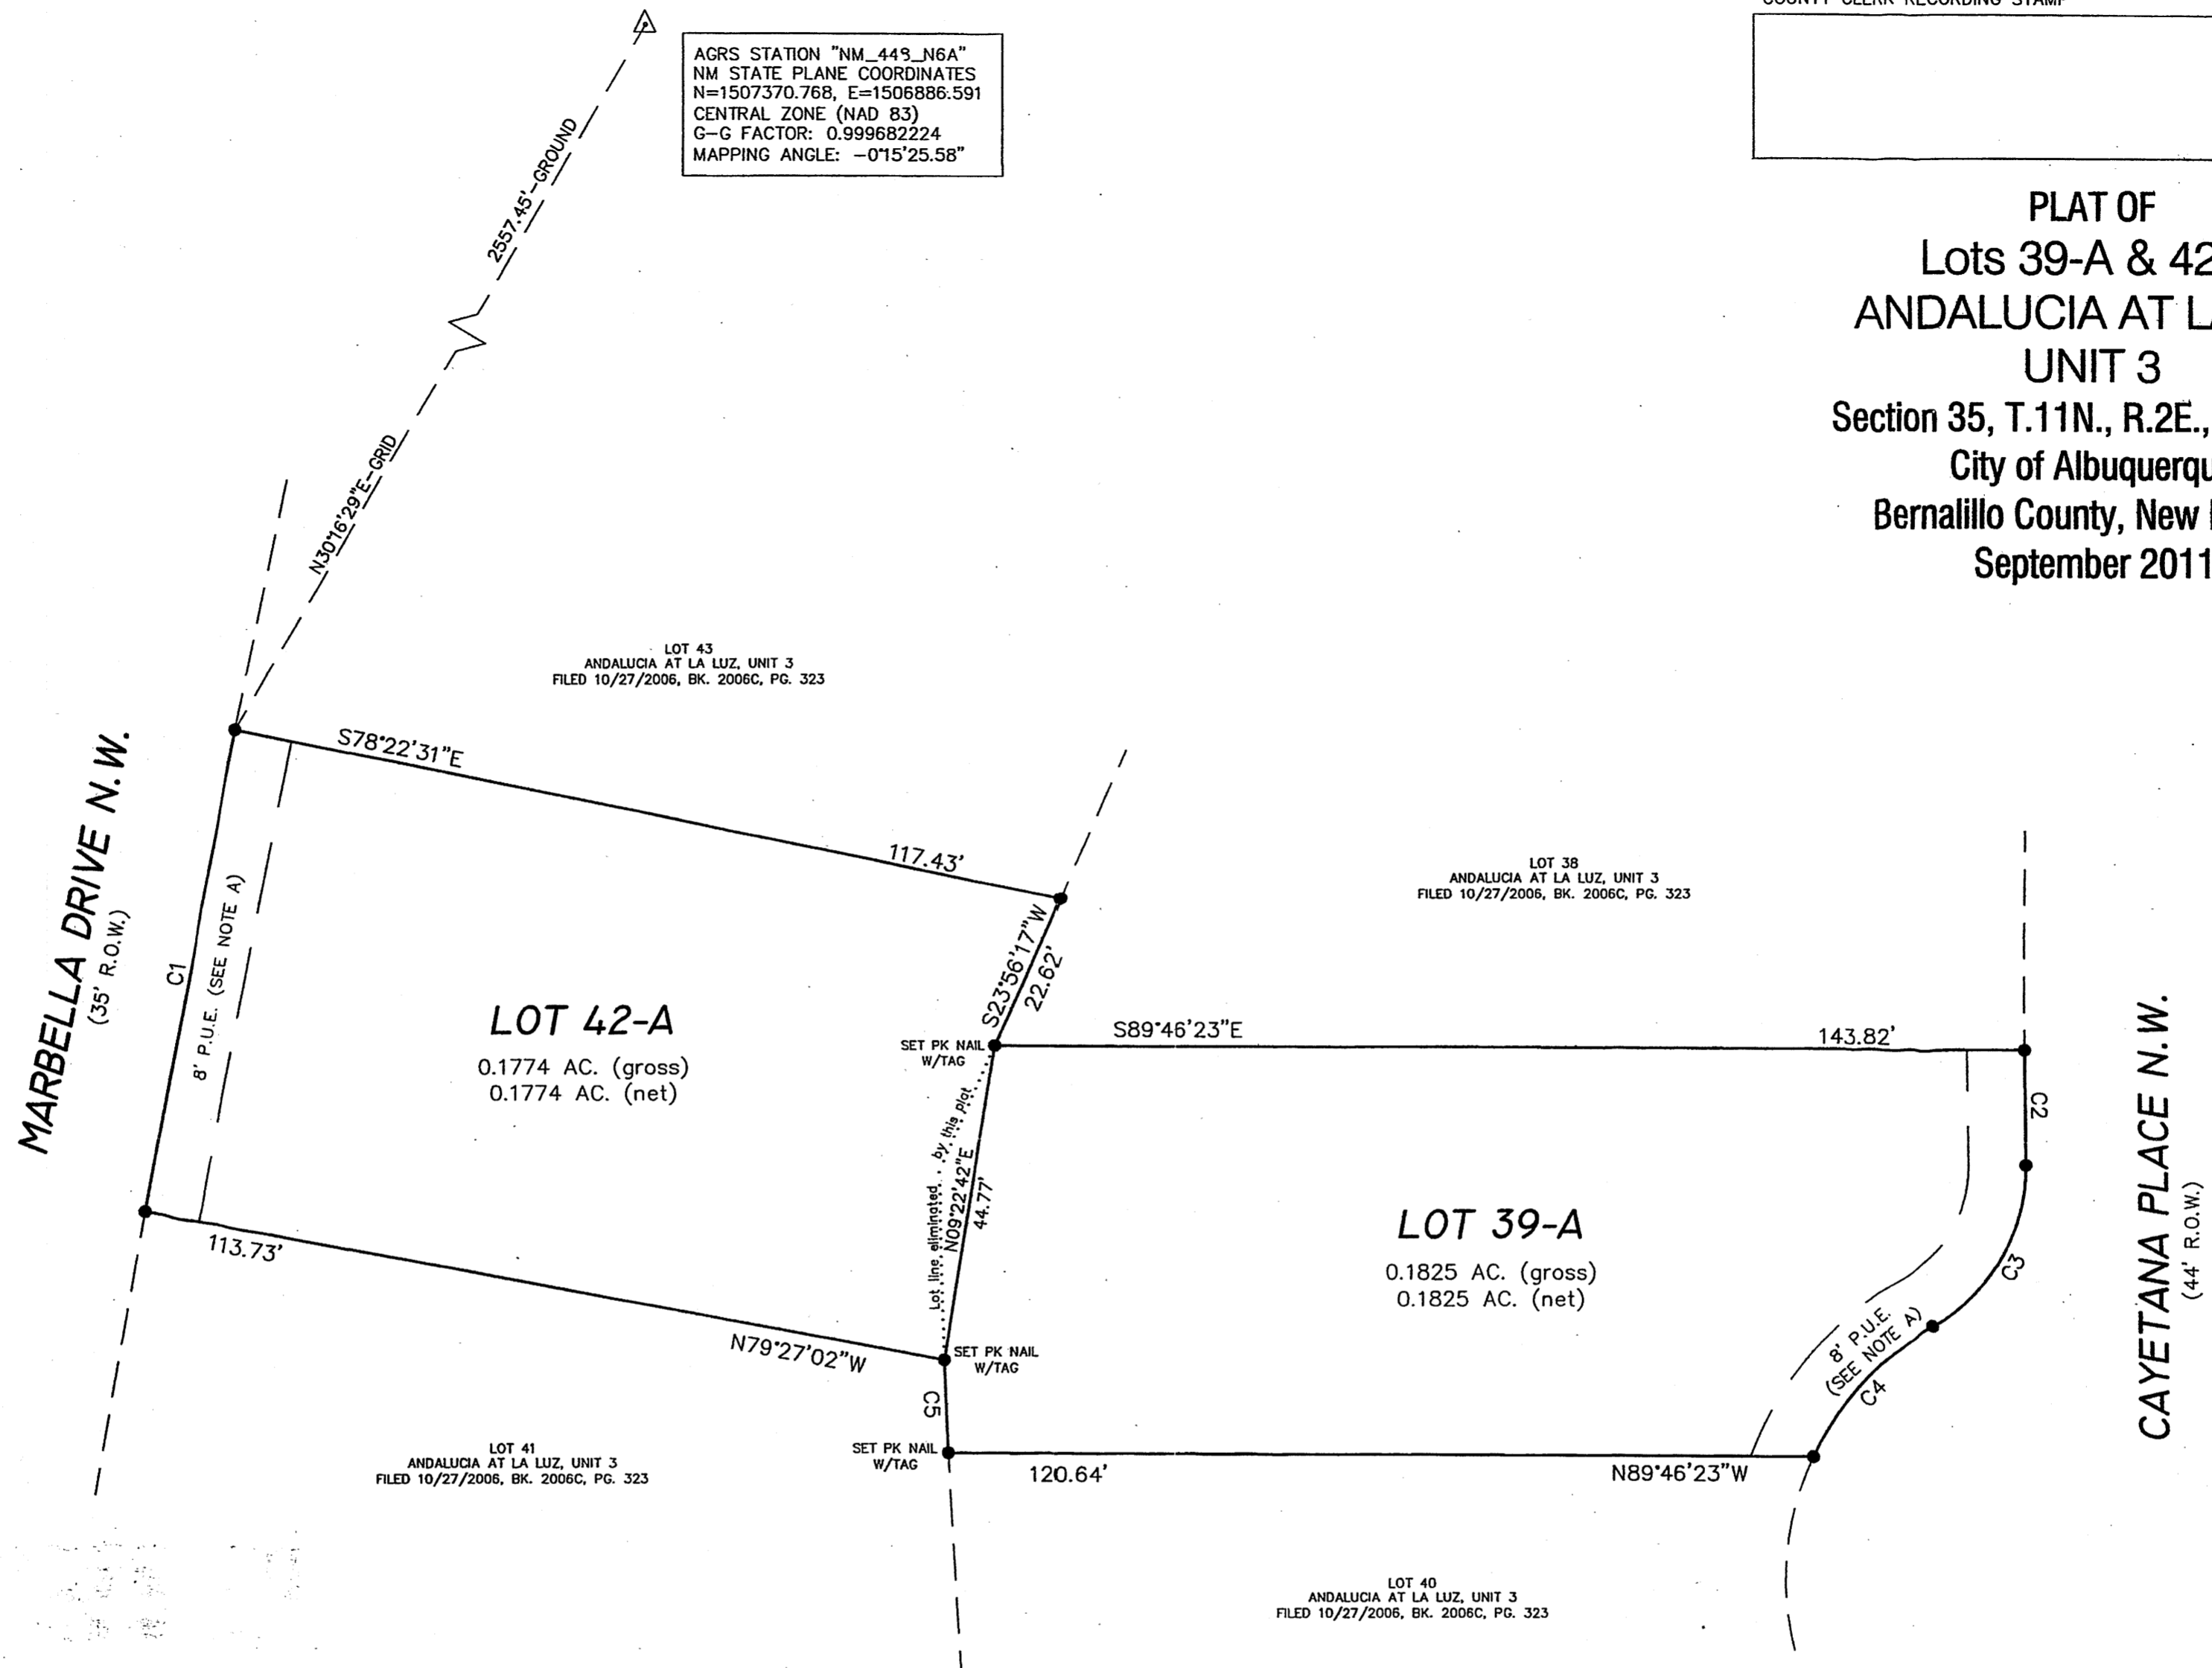 COUNTY CLERK RECORDING STAMP
AGRS STATION "NM_448_N6A"
NM STATE PLANE COORDINATES
N=1507370.768, E=1506886.591
CENTRAL ZONE (NAD 83)
G-G FACTOR: 0.999682224
MAPPING ANGLE: -0°15'25.58"
PLAT OF
Lots 39-A & 42
ANDALUCIA AT LA
UNIT 3
Section 35, T.11N., R.2E.,
City of Albuquerqu
Bernalillo County, New
September 2011
2557.45'-GROUND
N30°16'29"E-GRID
LOT 43
ANDALUCIA AT LA LUZ, UNIT 3
FILED 10/27/2006, BK. 2006C, PG. 323
S78°22'31"E
117.43'
MARBELLA DRIVE N.W.
(35' R.O.W.)
C1
8' P.U.E. (SEE NOTE A)
LOT 42-A
0.1774 AC. (gross)
0.1774 AC. (net)
S23°56'17"W
22.62'
LOT 38
ANDALUCIA AT LA LUZ, UNIT 3
FILED 10/27/2006, BK. 2006C, PG. 323
SET PK NAIL
W/TAG
S89°46'23"E
143.82'
C2
Lot line eliminated by this plat
N09°22'42"E
44.77'
LOT 39-A
0.1825 AC. (gross)
0.1825 AC. (net)
C3
CAYETANA PLACE N.W.
(44' R.O.W.)
8' P.U.E.
(SEE NOTE A)
C4
113.73'
N79°27'02"W
SET PK NAIL
W/TAG
C5
SET PK NAIL
W/TAG
120.64'
N89°46'23"W
LOT 41
ANDALUCIA AT LA LUZ, UNIT 3
FILED 10/27/2006, BK. 2006C, PG. 323
LOT 40
ANDALUCIA AT LA LUZ, UNIT 3
FILED 10/27/2006, BK. 2006C, PG. 323